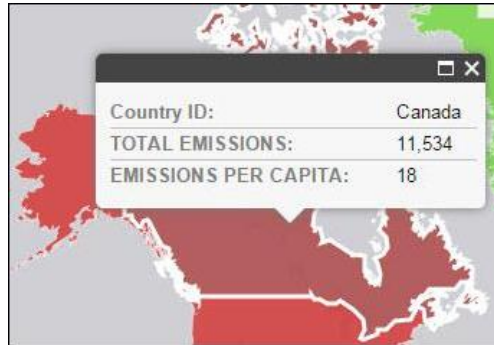 Country ID: Canada
TOTAL EMISSIONS: 11,534
EMISSIONS PER CAPITA: 18